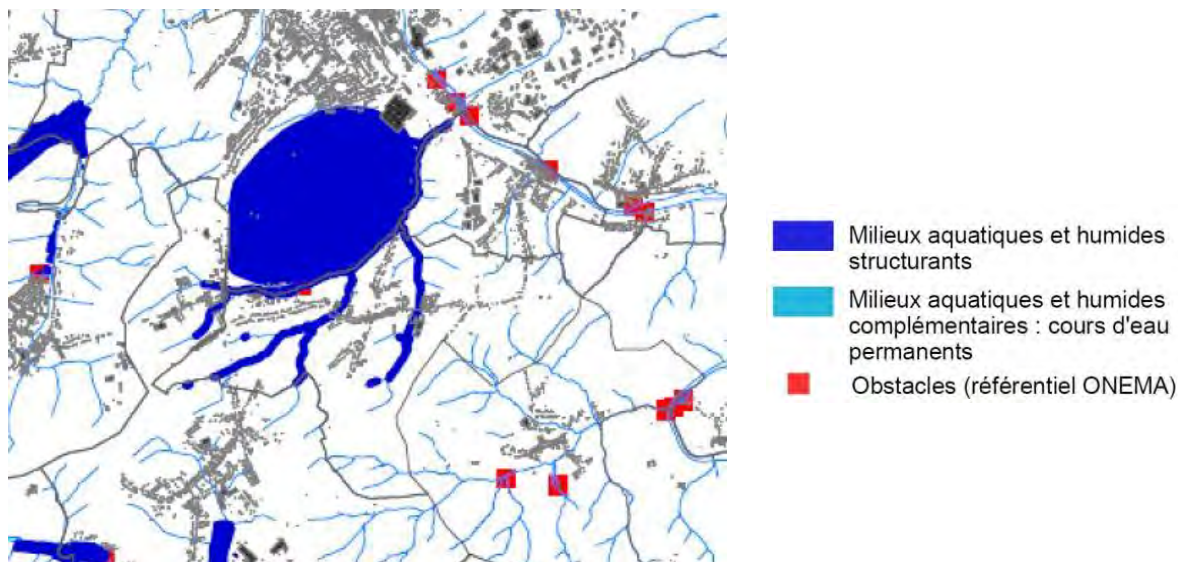 Milieux aquatiques et humides
structurants
Milieux aquatiques et humides
complémentaires : cours d'eau
permanents
Obstacles (référentiel ONEMA)